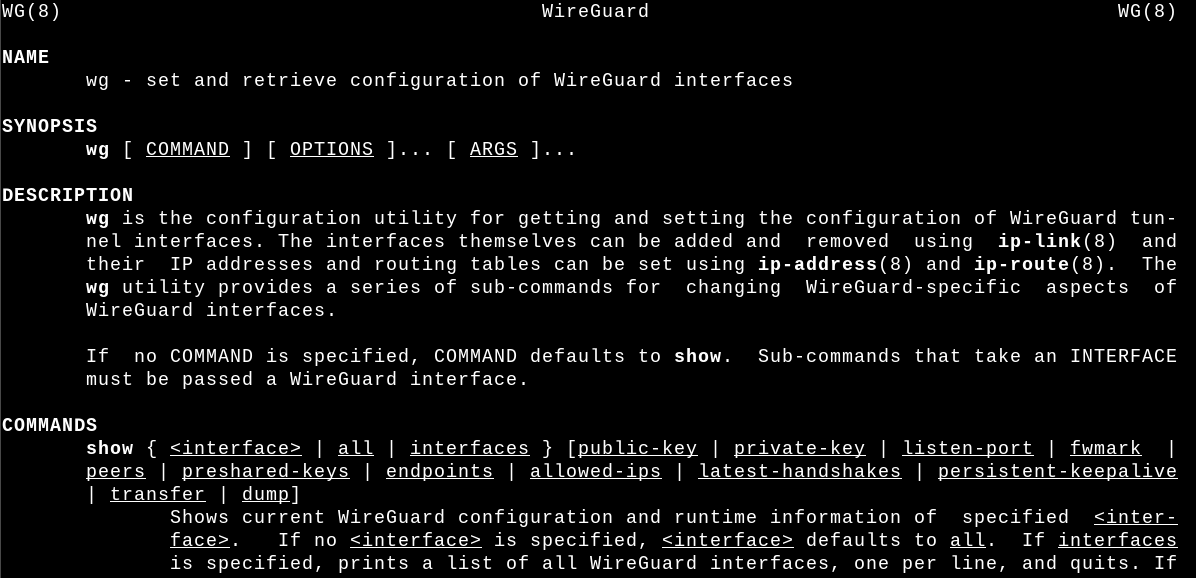 WG(8)                                        WireGuard                                       WG(8)

NAME
       wg - set and retrieve configuration of WireGuard interfaces

SYNOPSIS
       wg [ COMMAND ] [ OPTIONS ]... [ ARGS ]...

DESCRIPTION
       wg is the configuration utility for getting and setting the configuration of WireGuard tun-
       nel interfaces. The interfaces themselves can be added and  removed  using  ip-link(8)  and
       their  IP addresses and routing tables can be set using ip-address(8) and ip-route(8).  The
       wg utility provides a series of sub-commands for  changing  WireGuard-specific  aspects  of
       WireGuard interfaces.

       If  no COMMAND is specified, COMMAND defaults to show.  Sub-commands that take an INTERFACE
       must be passed a WireGuard interface.

COMMANDS
       show { <interface> | all | interfaces } [public-key | private-key | listen-port | fwmark  |
       peers | preshared-keys | endpoints | allowed-ips | latest-handshakes | persistent-keepalive
       | transfer | dump]
              Shows current WireGuard configuration and runtime information of  specified  <inter-
              face>.   If no <interface> is specified, <interface> defaults to all.  If interfaces
              is specified, prints a list of all WireGuard interfaces, one per line, and quits. If